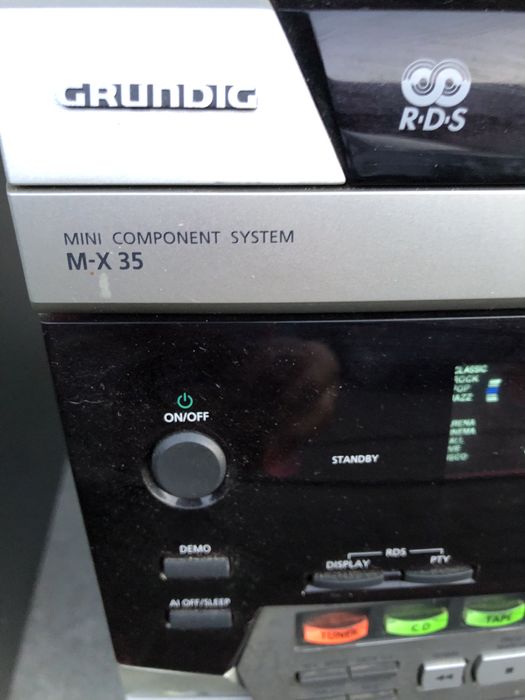 GRUNDIG
R·D·S
MINI COMPONENT SYSTEM
M-X 35
CLASSIC
ROCK
POP
JAZZ
ON/OFF
STANDBY
DEMO
RDS
DISPLAY PTY
AI OFF/SLEEP
TUNER CD TAPE